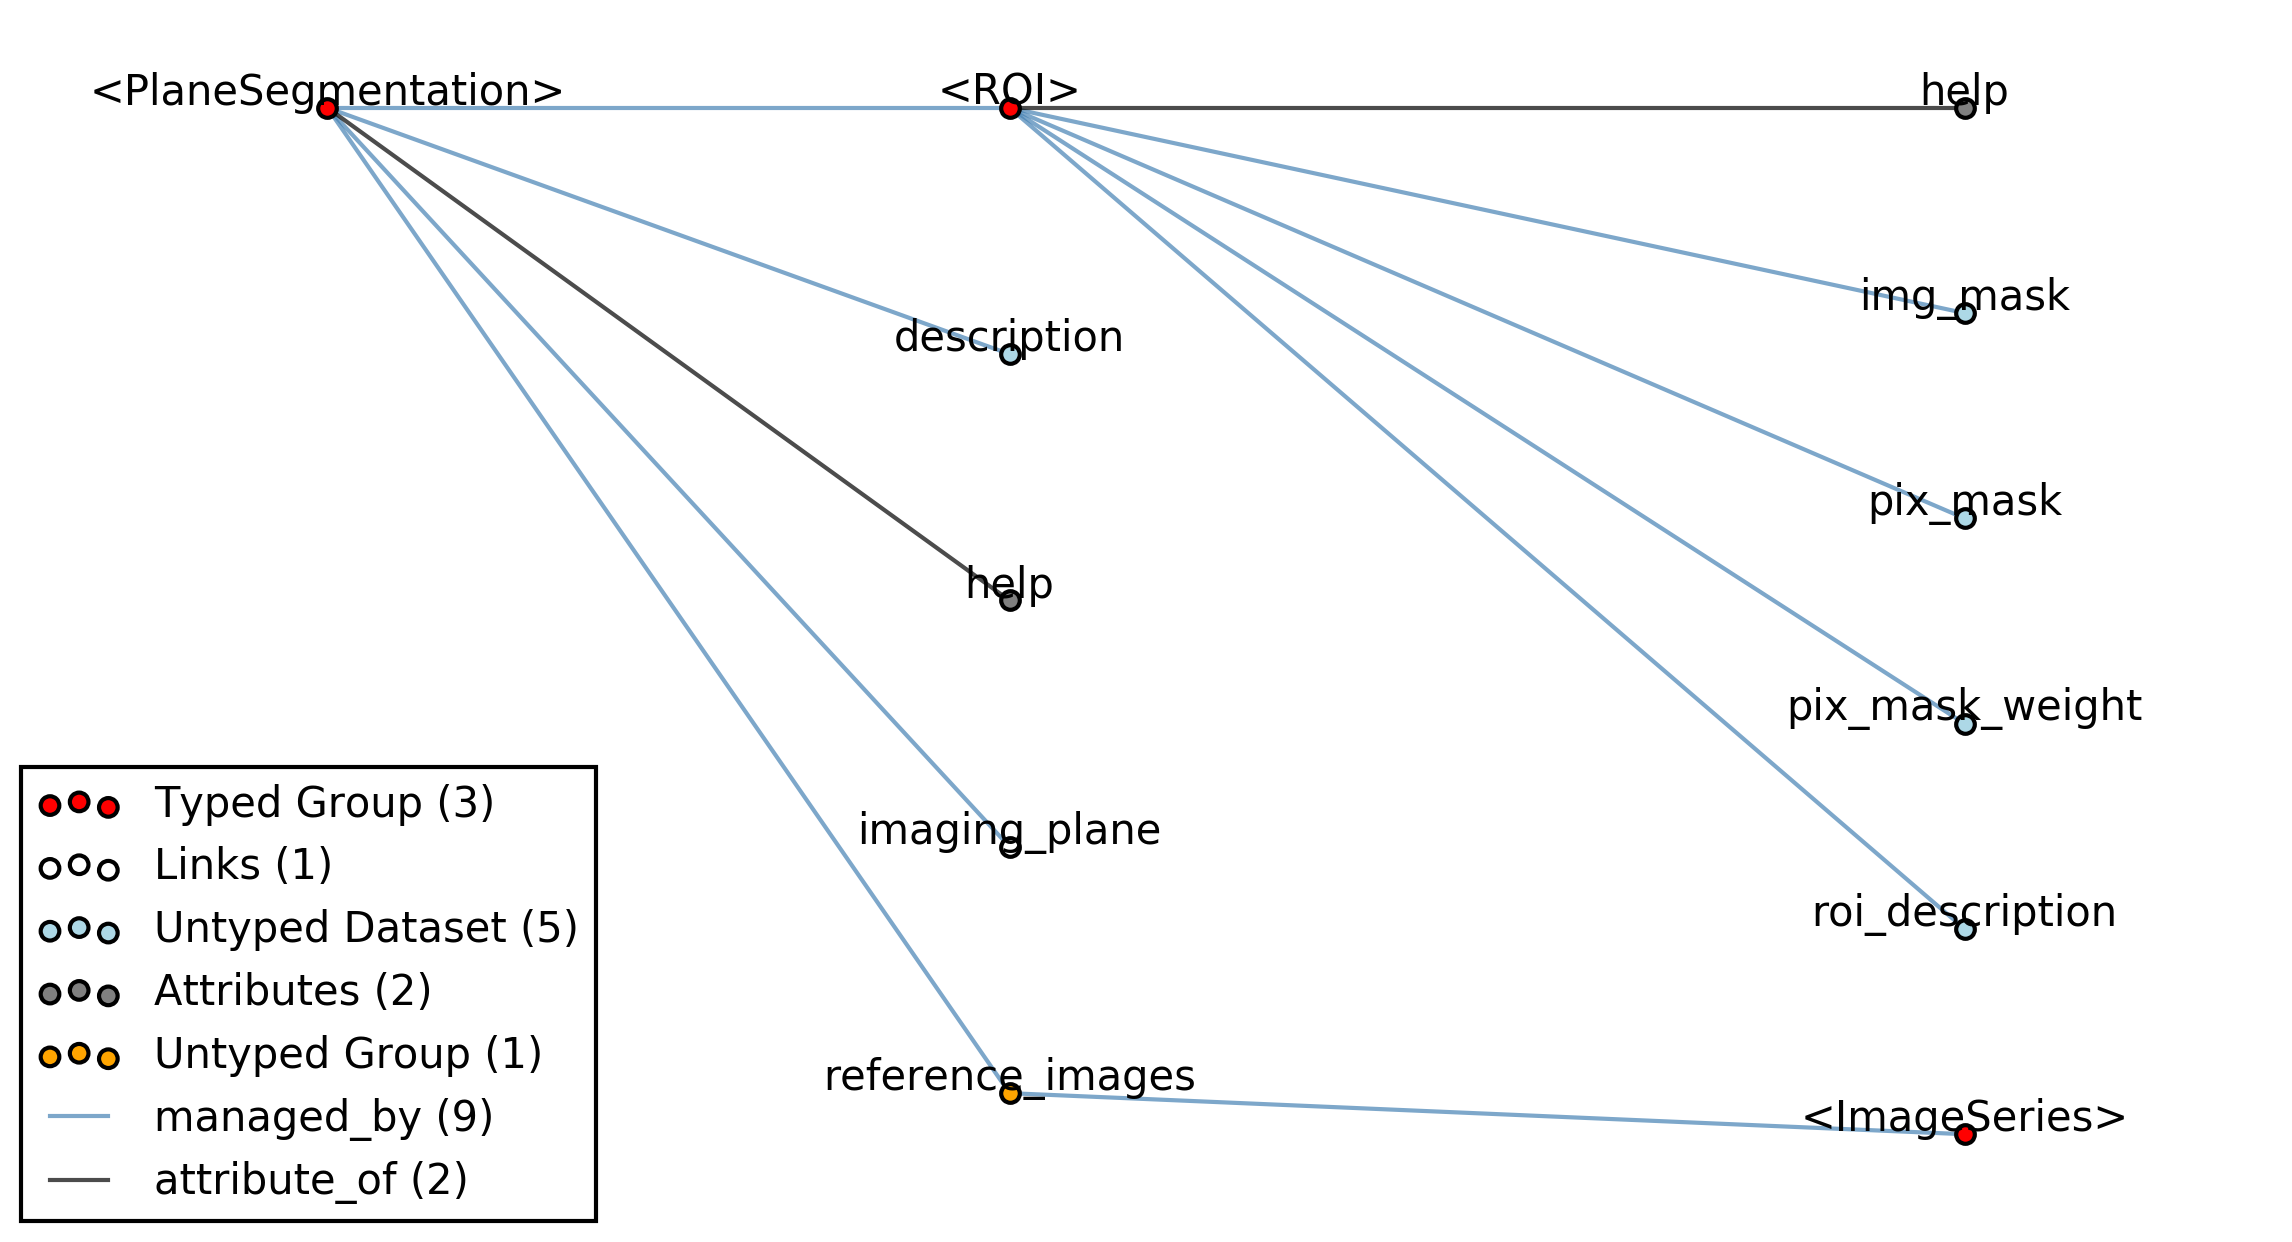 <PlaneSegmentation>
<ROI>
help
img_mask
description
pix_mask
help
pix_mask_weight
imaging_plane
roi_description
reference_images
<ImageSeries>
Typed Group (3)
Links (1)
Untyped Dataset (5)
Attributes (2)
Untyped Group (1)
managed_by (9)
attribute_of (2)